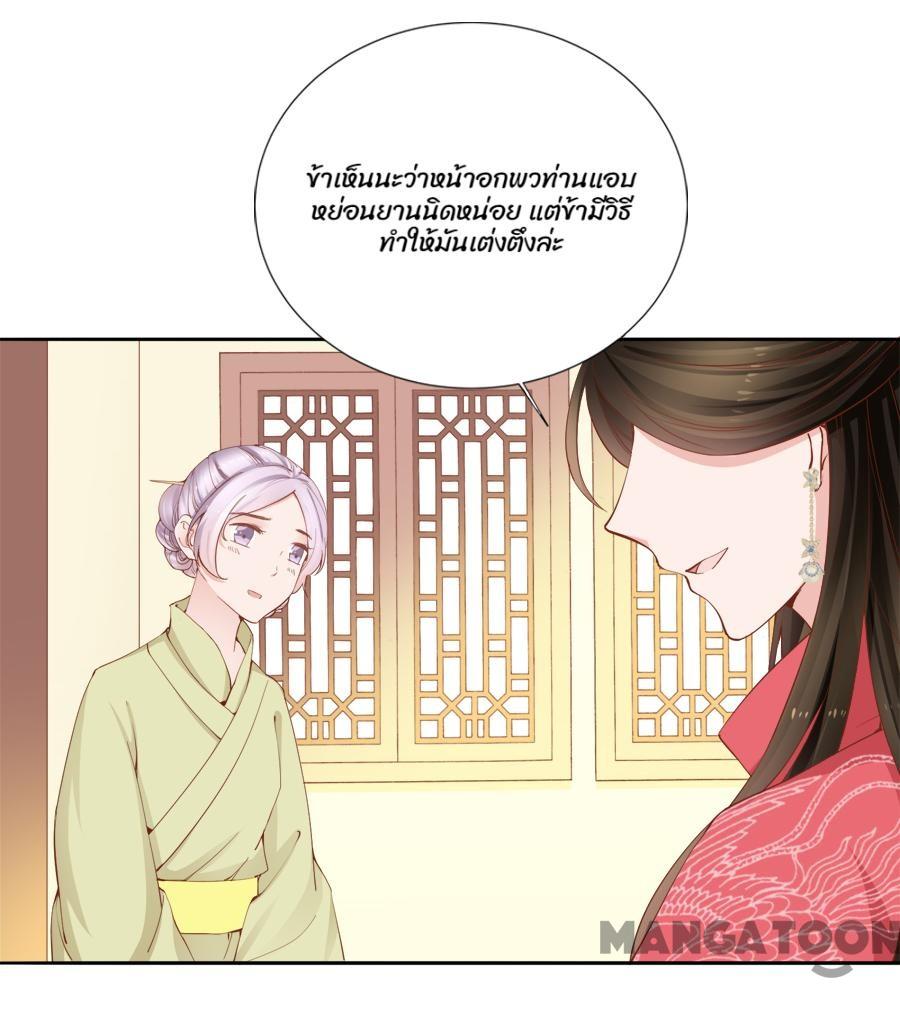 ข้าเห็นนะว่าหน้าอกพวท่านแอบ
หย่อนยานนิดหน่อย แต่ข้ามีวิธี
ทำให้มันเต่งตึงล่ะ
MANGATOON